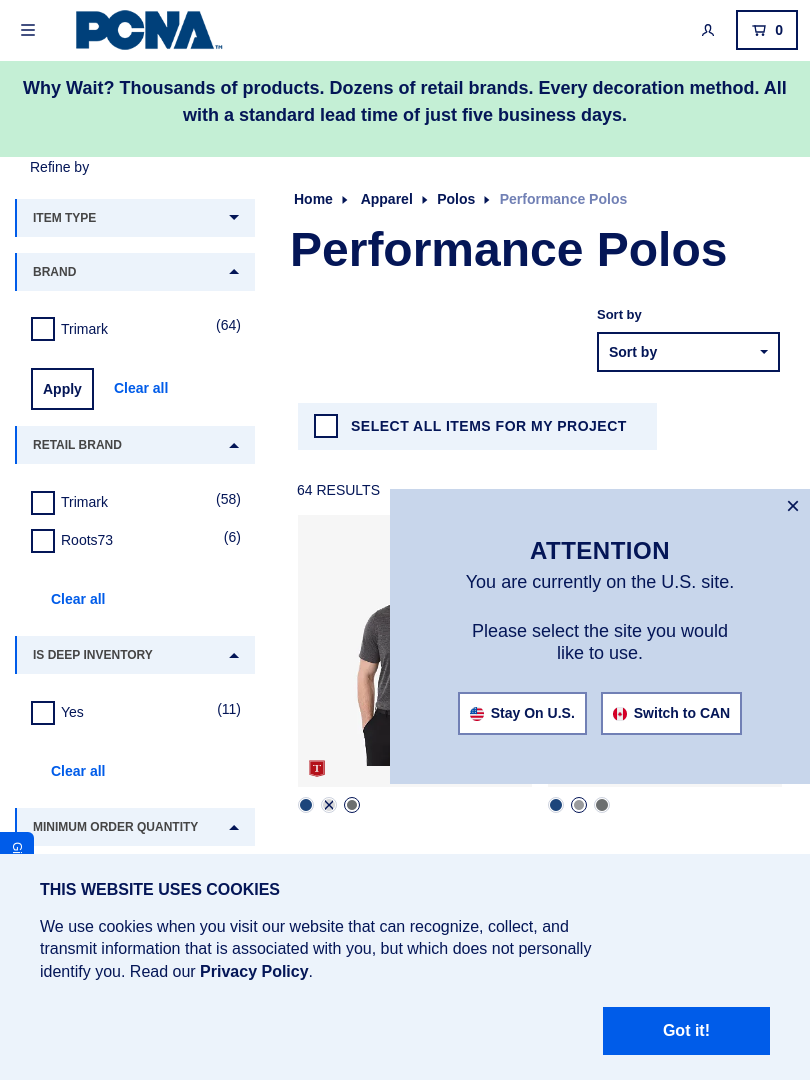 PCNA™
0
Why Wait? Thousands of products. Dozens of retail brands. Every decoration method. All
with a standard lead time of just five business days.
Refine by
Home Apparel Polos Performance Polos
ITEM TYPE
Performance Polos
BRAND
Trimark (64)
Sort by
Sort by
Apply Clear all
SELECT ALL ITEMS FOR MY PROJECT
RETAIL BRAND
64 RESULTS
Trimark (58)
Roots73 (6)
Clear all
IS DEEP INVENTORY
Yes (11)
Clear all
MINIMUM ORDER QUANTITY
ATTENTION
You are currently on the U.S. site.
Please select the site you would
like to use.
Stay On U.S. Switch to CAN
T
THIS WEBSITE USES COOKIES
We use cookies when you visit our website that can recognize, collect, and
transmit information that is associated with you, but which does not personally
identify you. Read our Privacy Policy.
Got it!